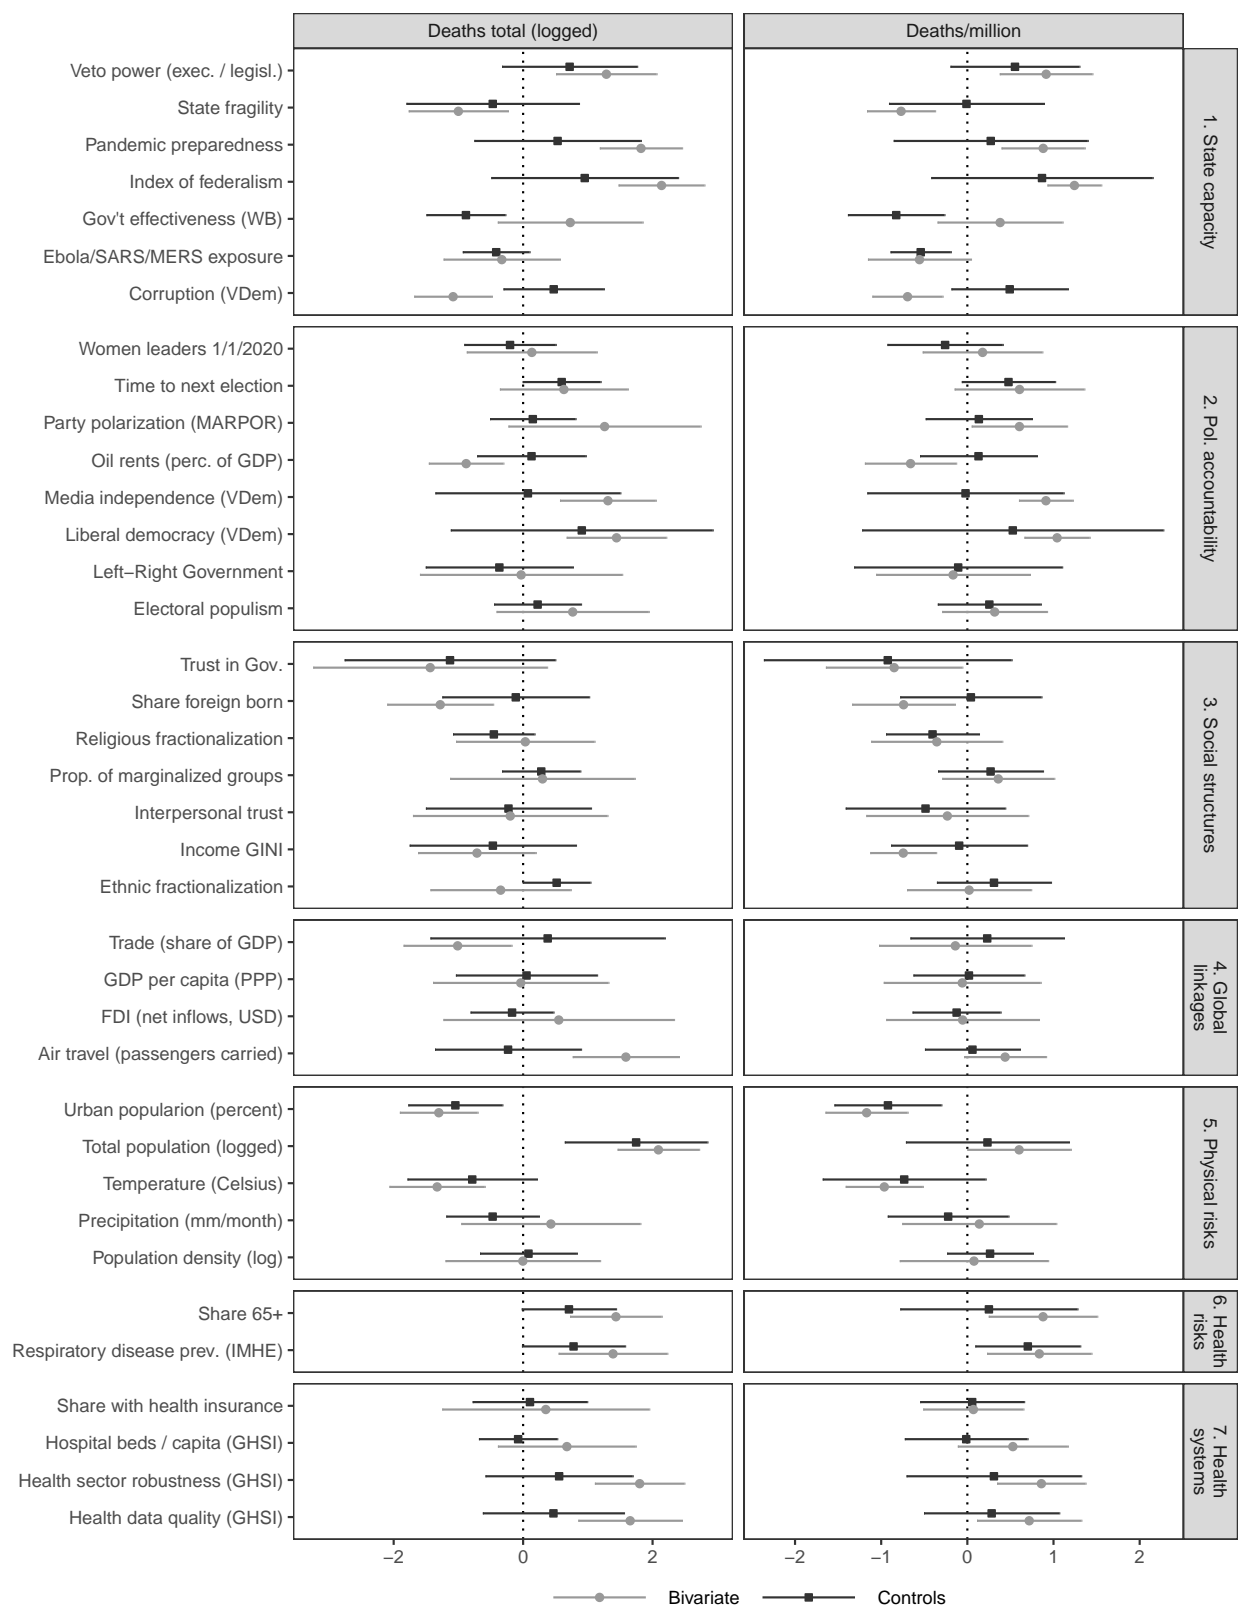 Deaths total (logged)
Deaths/million
Veto power (exec. / legisl.)
State fragility
Pandemic preparedness
Index of federalism
Gov't effectiveness (WB)
Ebola/SARS/MERS exposure
Corruption (VDem)
1. State capacity
Women leaders 1/1/2020
Time to next election
Party polarization (MARPOR)
Oil rents (perc. of GDP)
Media independence (VDem)
Liberal democracy (VDem)
Left−Right Government
Electoral populism
2. Pol. accountability
Trust in Gov.
Share foreign born
Religious fractionalization
Prop. of marginalized groups
Interpersonal trust
Income GINI
Ethnic fractionalization
3. Social structures
Trade (share of GDP)
GDP per capita (PPP)
FDI (net inflows, USD)
Air travel (passengers carried)
4. Global
linkages
Urban popularion (percent)
Total population (logged)
Temperature (Celsius)
Precipitation (mm/month)
Population density (log)
5. Physical risks
Share 65+
Respiratory disease prev. (IMHE)
6. Health
risks
Share with health insurance
Hospital beds / capita (GHSI)
Health sector robustness (GHSI)
Health data quality (GHSI)
7. Health
systems
−2 0 2
−2 −1 0 1 2
Bivariate Controls